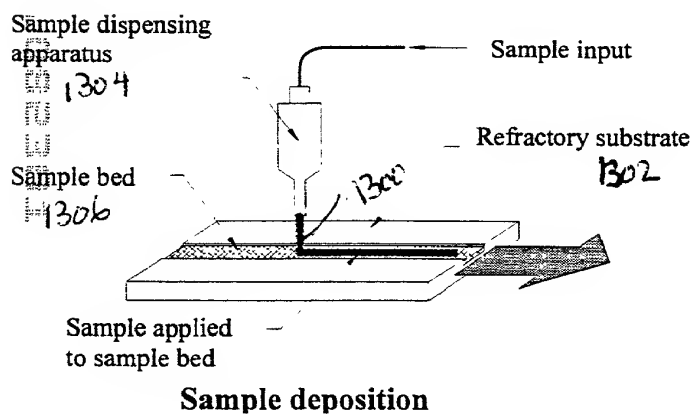 Sample dispensing
apparatus
1304
Sample input
Refractory substrate
1302
Sample bed
1306
1300
Sample applied
to sample bed
Sample deposition